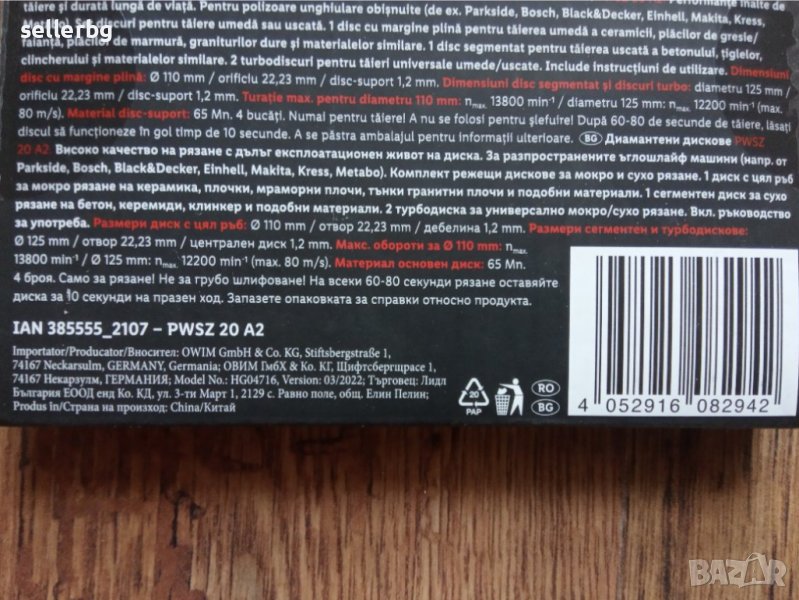 sellerbg
tăiere și durată lungă de viață. Pentru polizoare unghiulare obișnuite (de ex. Parkside, Bosch, Black&Decker, Einhell, Makita, Kress,
Metabo). Set discuri pentru tăiere umedă sau uscată. 1 disc cu margine plină pentru tăierea umedă a ceramicii, plăcilor de gresie/
faianță, plăcilor de marmură, graniturilor dure și materialelor similare. 1 disc segmentat pentru tăierea uscată a betonului, țiglelor,
clincherului și materialelor similare. 2 turbodiscuri pentru tăieri universale umede/uscate. Include instrucțiuni de utilizare. Dimensiuni
disc cu margine plină: Ø 110 mm / orificiu 22,23 mm / disc-suport 1,2 mm. Dimensiuni disc segmentat și discuri turbo: diametru 125 mm /
orificiu 22,23 mm / disc-suport 1,2 mm. Turație max. pentru diametru 110 mm: nmax. 13800 min⁻¹ / diametru 125 mm: nmax. 12200 min⁻¹ (max.
80 m/s). Material disc-suport: 65 Mn. 4 bucăți. Numai pentru tăiere! A nu se folosi pentru șlefuire! După 60-80 de secunde de tăiere, lăsați
discul să funcționeze în gol timp de 10 secunde. A se păstra ambalajul pentru informații ulterioare. BG Диамантени дискове PWSZ
20 A2. Високо качество на рязане с дълъг експлоатационен живот на диска. За разпространените ъглошлайф машини (напр. от
Parkside, Bosch, Black&Decker, Einhell, Makita, Kress, Metabo). Комплект режещи дискове за мокро и сухо рязане. 1 диск с цял ръб
за мокро рязане на керамика, плочки, мраморни плочи, тънки гранитни плочи и подобни материали. 1 сегментен диск за сухо
рязане на бетон, керемиди, клинкер и подобни материали. 2 турбодиска за универсално мокро/сухо рязане. Вкл. ръководство
за употреба. Размери диск с цял ръб: Ø 110 mm / отвор 22,23 mm / дебелина 1,2 mm. Размери сегментен и турбодискове:
Ø 125 mm / отвор 22,23 mm / централен диск 1,2 mm. Макс. обороти за Ø 110 mm: nmax.
13800 min⁻¹ / Ø 125 mm: nmax. 12200 min⁻¹ (max. 80 m/s). Материал основен диск: 65 Mn.
4 броя. Само за рязане! Не за грубо шлифоване! На всеки 60-80 секунди рязане оставяйте
диска за 10 секунди на празен ход. Запазете опаковката за справки относно продукта.
IAN 385555_2107 – PWSZ 20 A2
Importator/Producator/Вносител: OWIM GmbH & Co. KG, Stiftsbergstraße 1,
74167 Neckarsulm, GERMANY, Germania; ОВИМ ГмбХ & Ко. КГ, Щифтсбергщрасе 1,
74167 Некарзулм, ГЕРМАНИЯ; Model No.: HG04716, Version: 03/2022; Търговец: Лидл
България ЕООД енд Ко. КД, ул. 3-ти Март 1, 2129 с. Равно поле, общ. Елин Пелин;
Produs în/Страна на произход: China/Китай
20
PAP
RO
BG
4 052916 082942
BAZAR